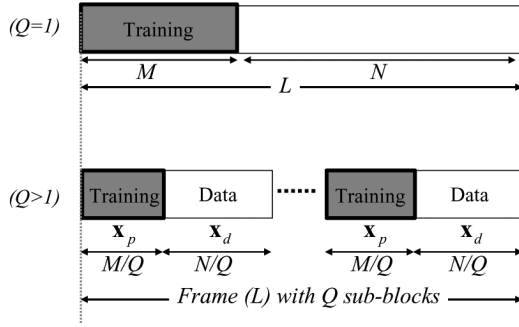 (Q=1)
Training
M
N
L
(Q>1)
Training
Data
Training
Data
x_p
x_d
x_p
x_d
M/Q
N/Q
M/Q
N/Q
Frame (L) with Q sub-blocks